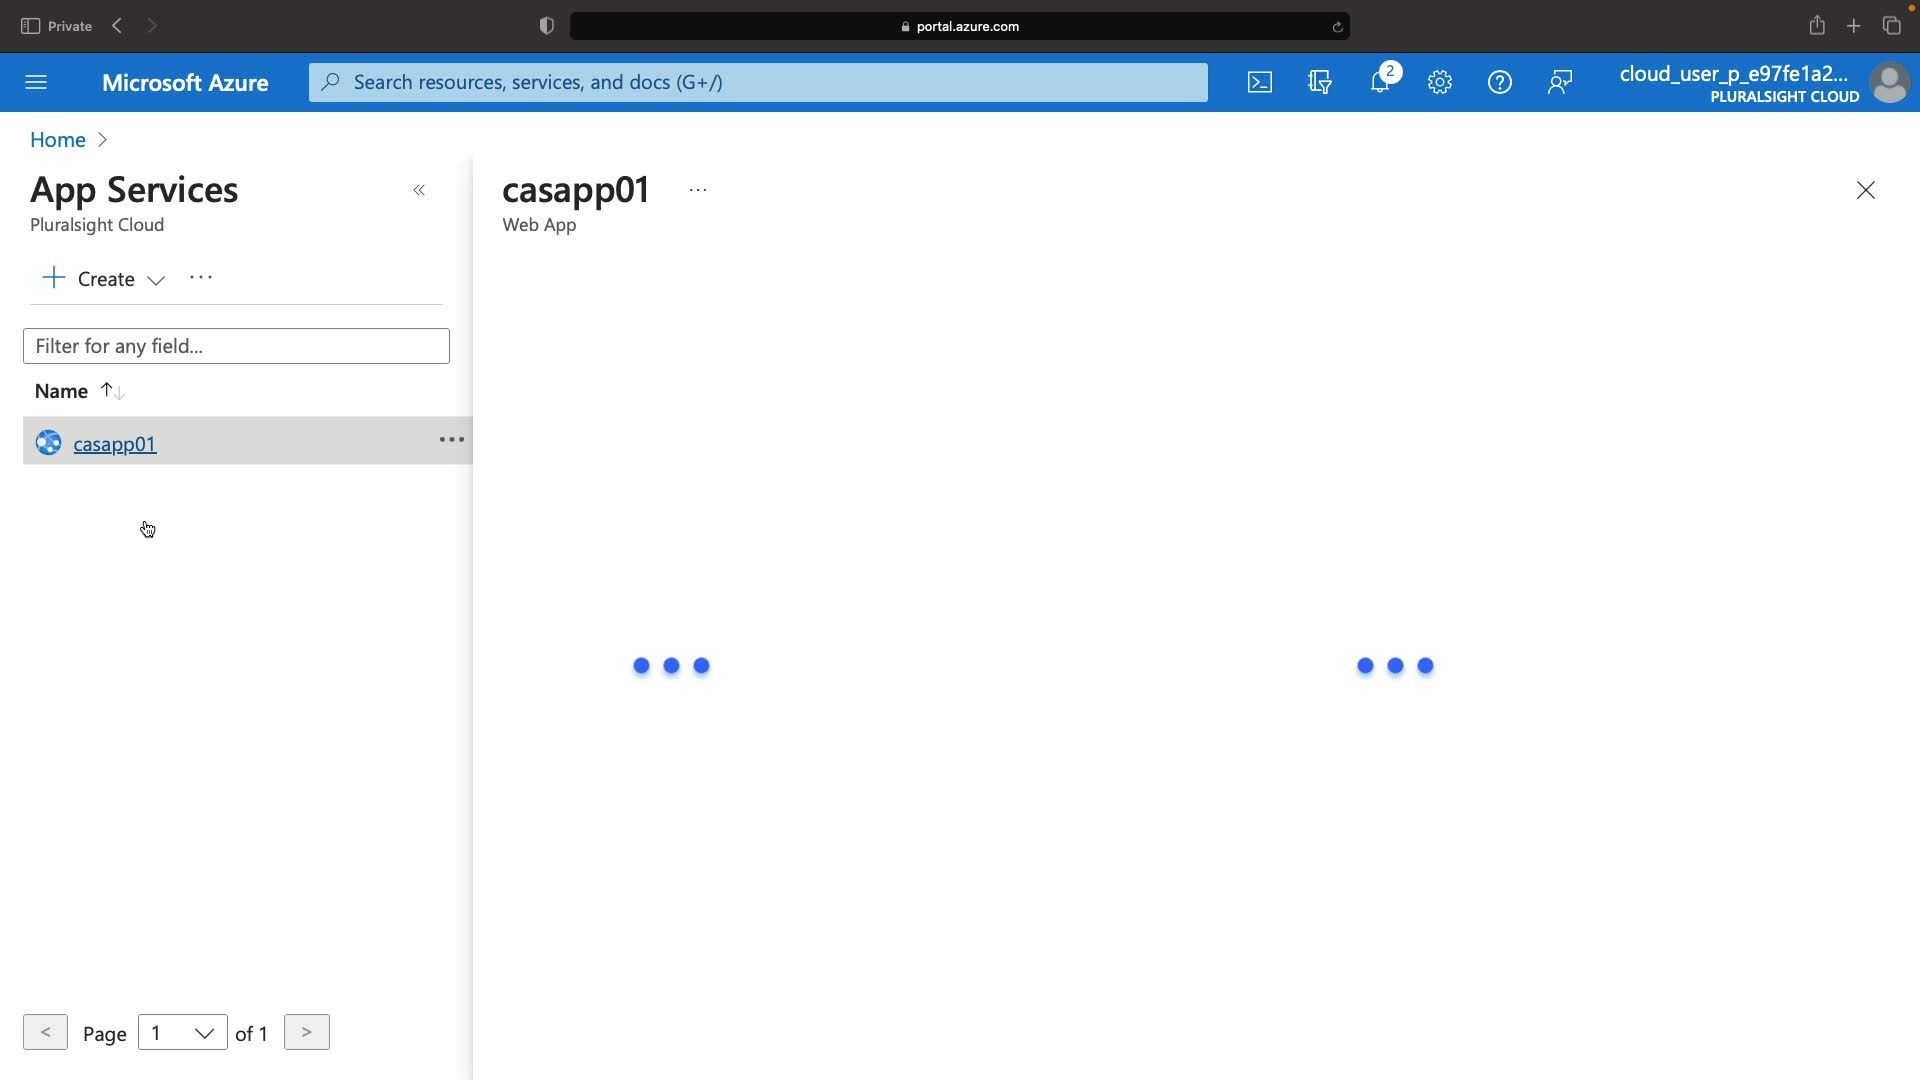 Private
portal.azure.com
Microsoft Azure
Search resources, services, and docs (G+/)
2
cloud_user_p_e97fe1a2...
PLURALSIGHT CLOUD
Home >
App Services
Pluralsight Cloud
casapp01
Web App
Create
Filter for any field...
Name
casapp01
< Page 1 of 1 >